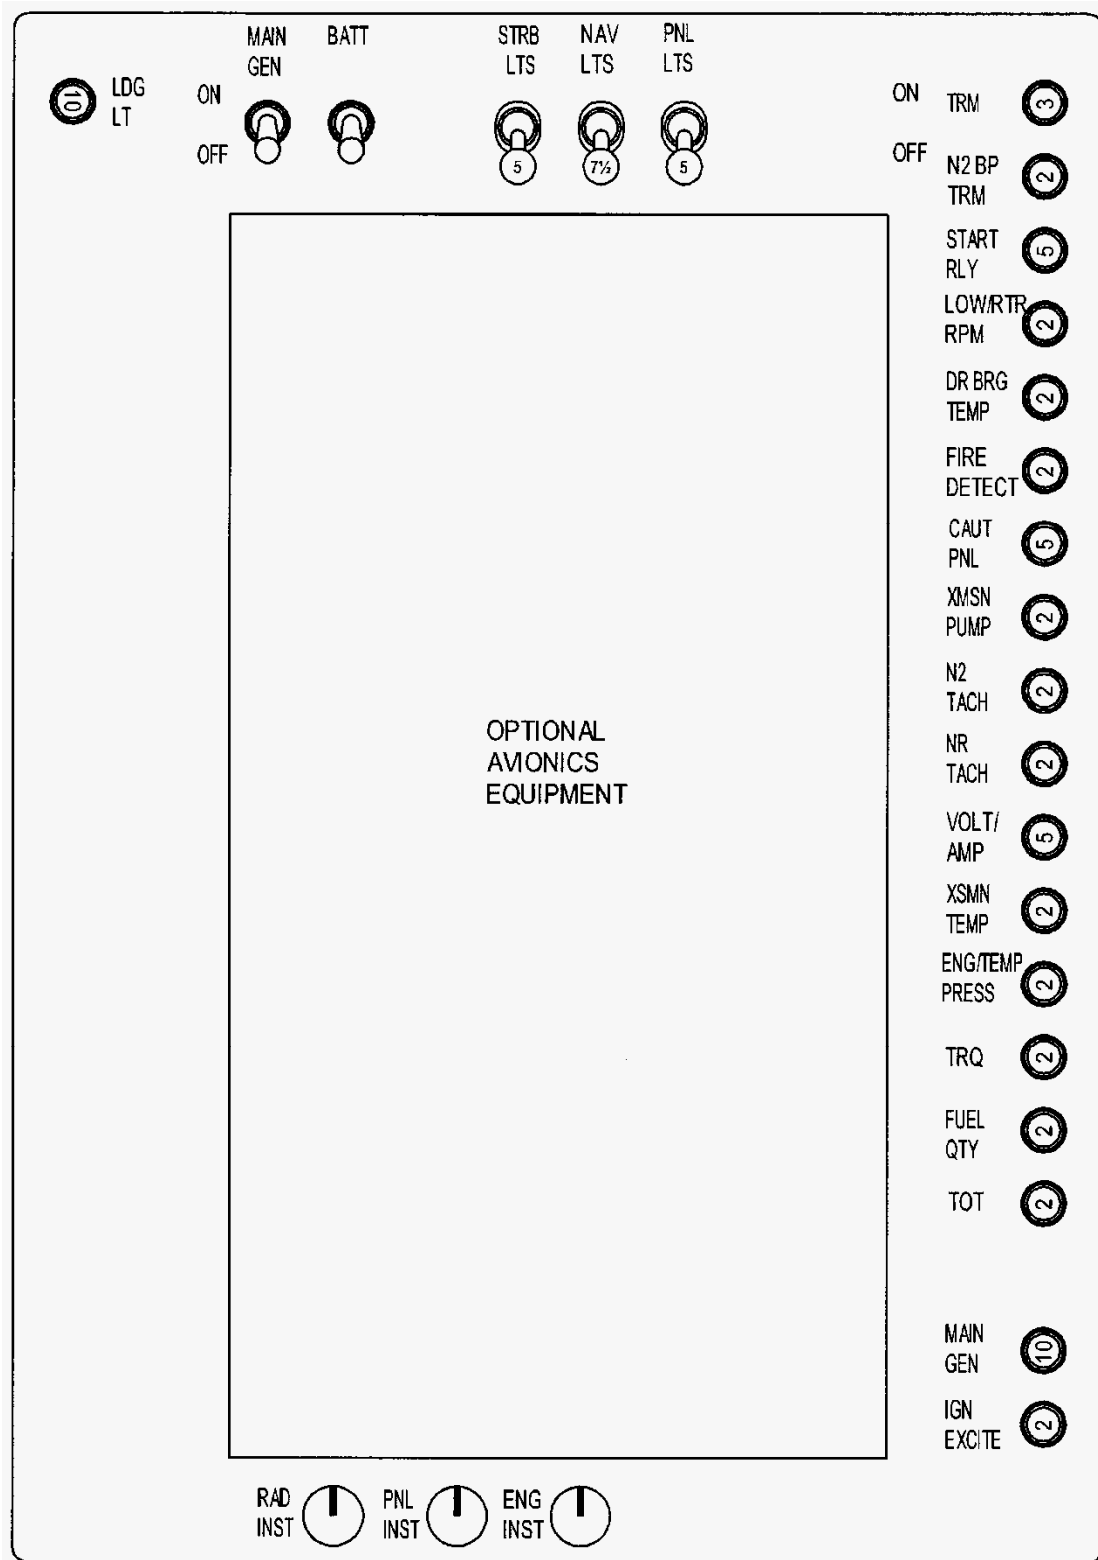 MAIN GEN
BATT
STRB LTS
NAV LTS
PNL LTS
10
LDG LT
ON
OFF
5
7½
5
ON
OFF
TRM
3
N2 BP TRM
2
START RLY
5
LOW/RTR RPM
2
DR BRG TEMP
2
FIRE DETECT
2
CAUT PNL
5
XMSN PUMP
2
N2 TACH
2
NR TACH
2
VOLT/ AMP
5
XSMN TEMP
2
ENG/TEMP PRESS
2
TRQ
2
FUEL QTY
2
TOT
2
MAIN GEN
10
IGN EXCITE
2
OPTIONAL
AVIONICS
EQUIPMENT
RAD INST
PNL INST
ENG INST